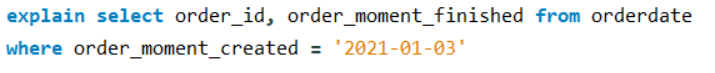 explain select order_id, order_moment_finished from orderdate
where order_moment_created = '2021-01-03'